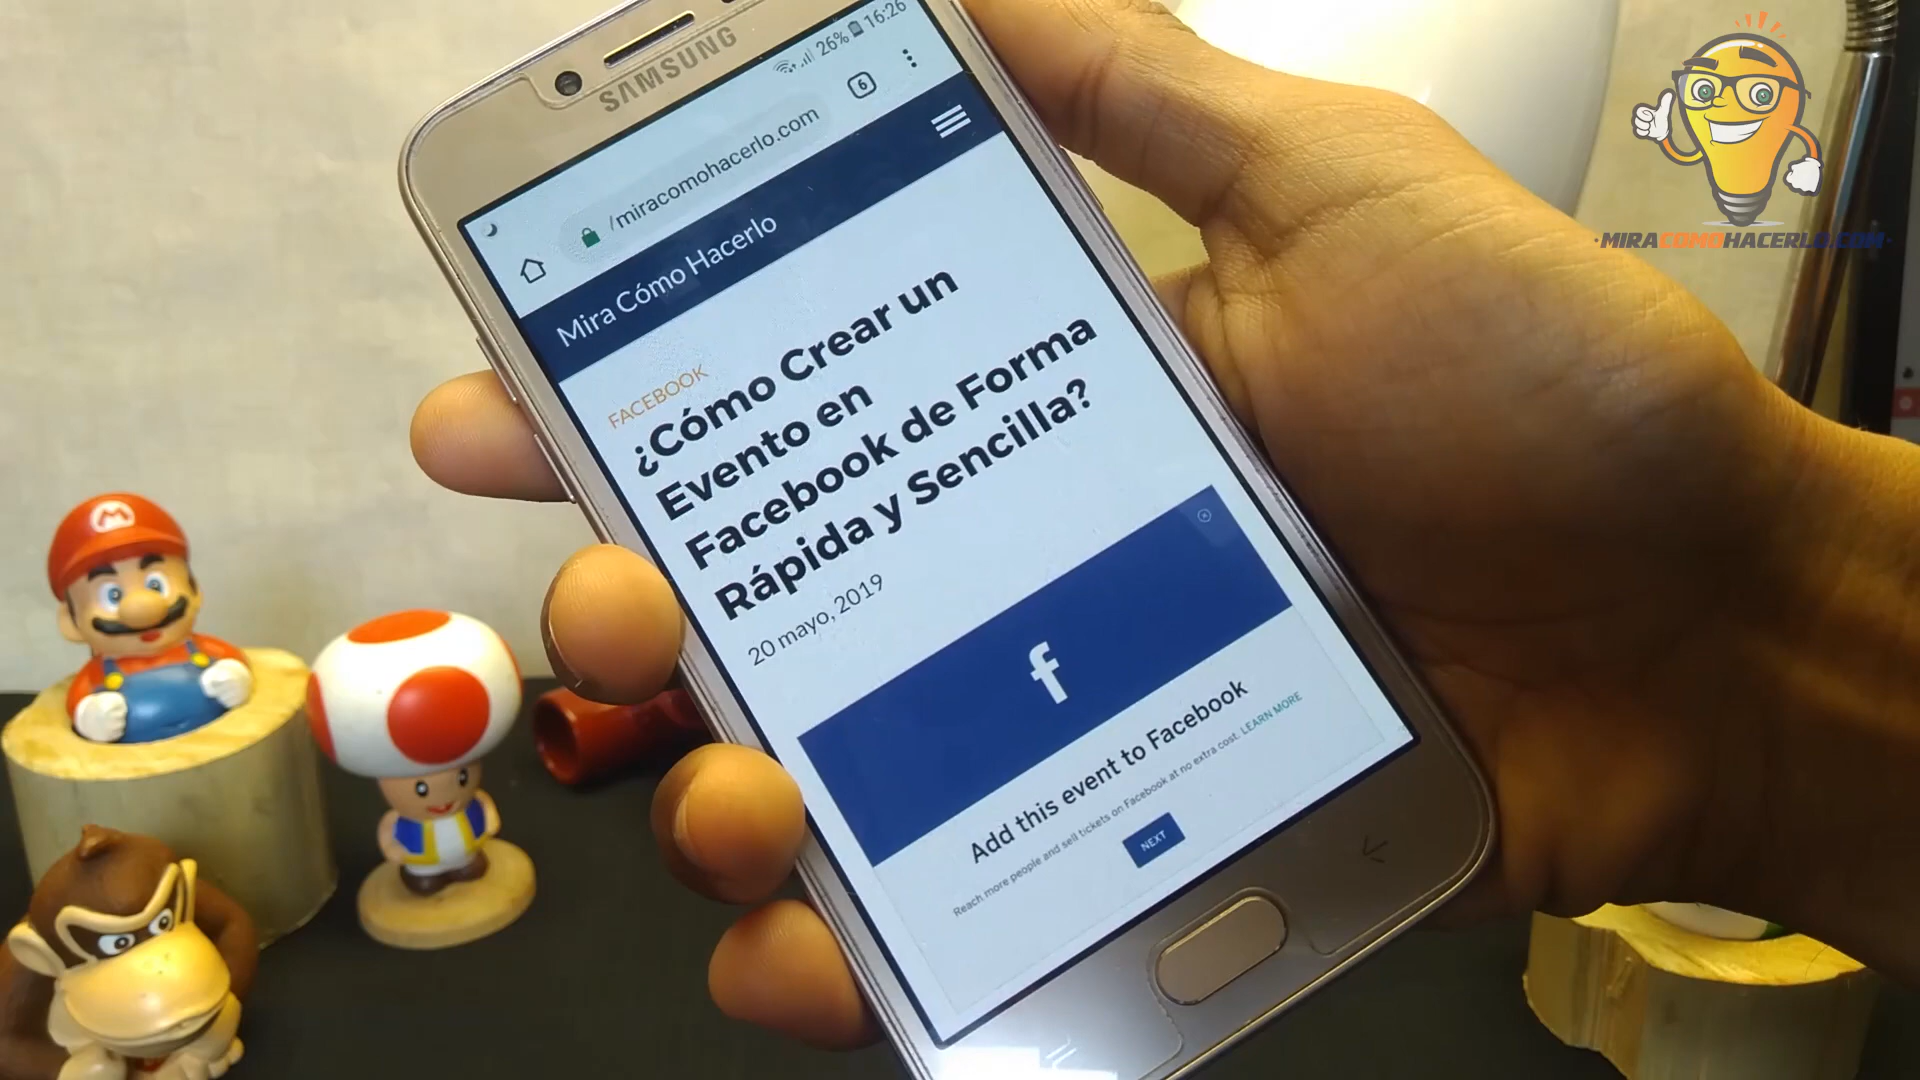 SAMSUNG
26% 16:26
/miracomohacerlo.com
6
Mira Cómo Hacerlo
FACEBOOK
¿Cómo Crear un
Evento en
Facebook de Forma
Rápida y Sencilla?
20 mayo, 2019
f
Add this event to Facebook
Reach more people and sell tickets on Facebook at no extra cost. LEARN MORE
NEXT
M
·MIRACOMOHACERLO.COM·